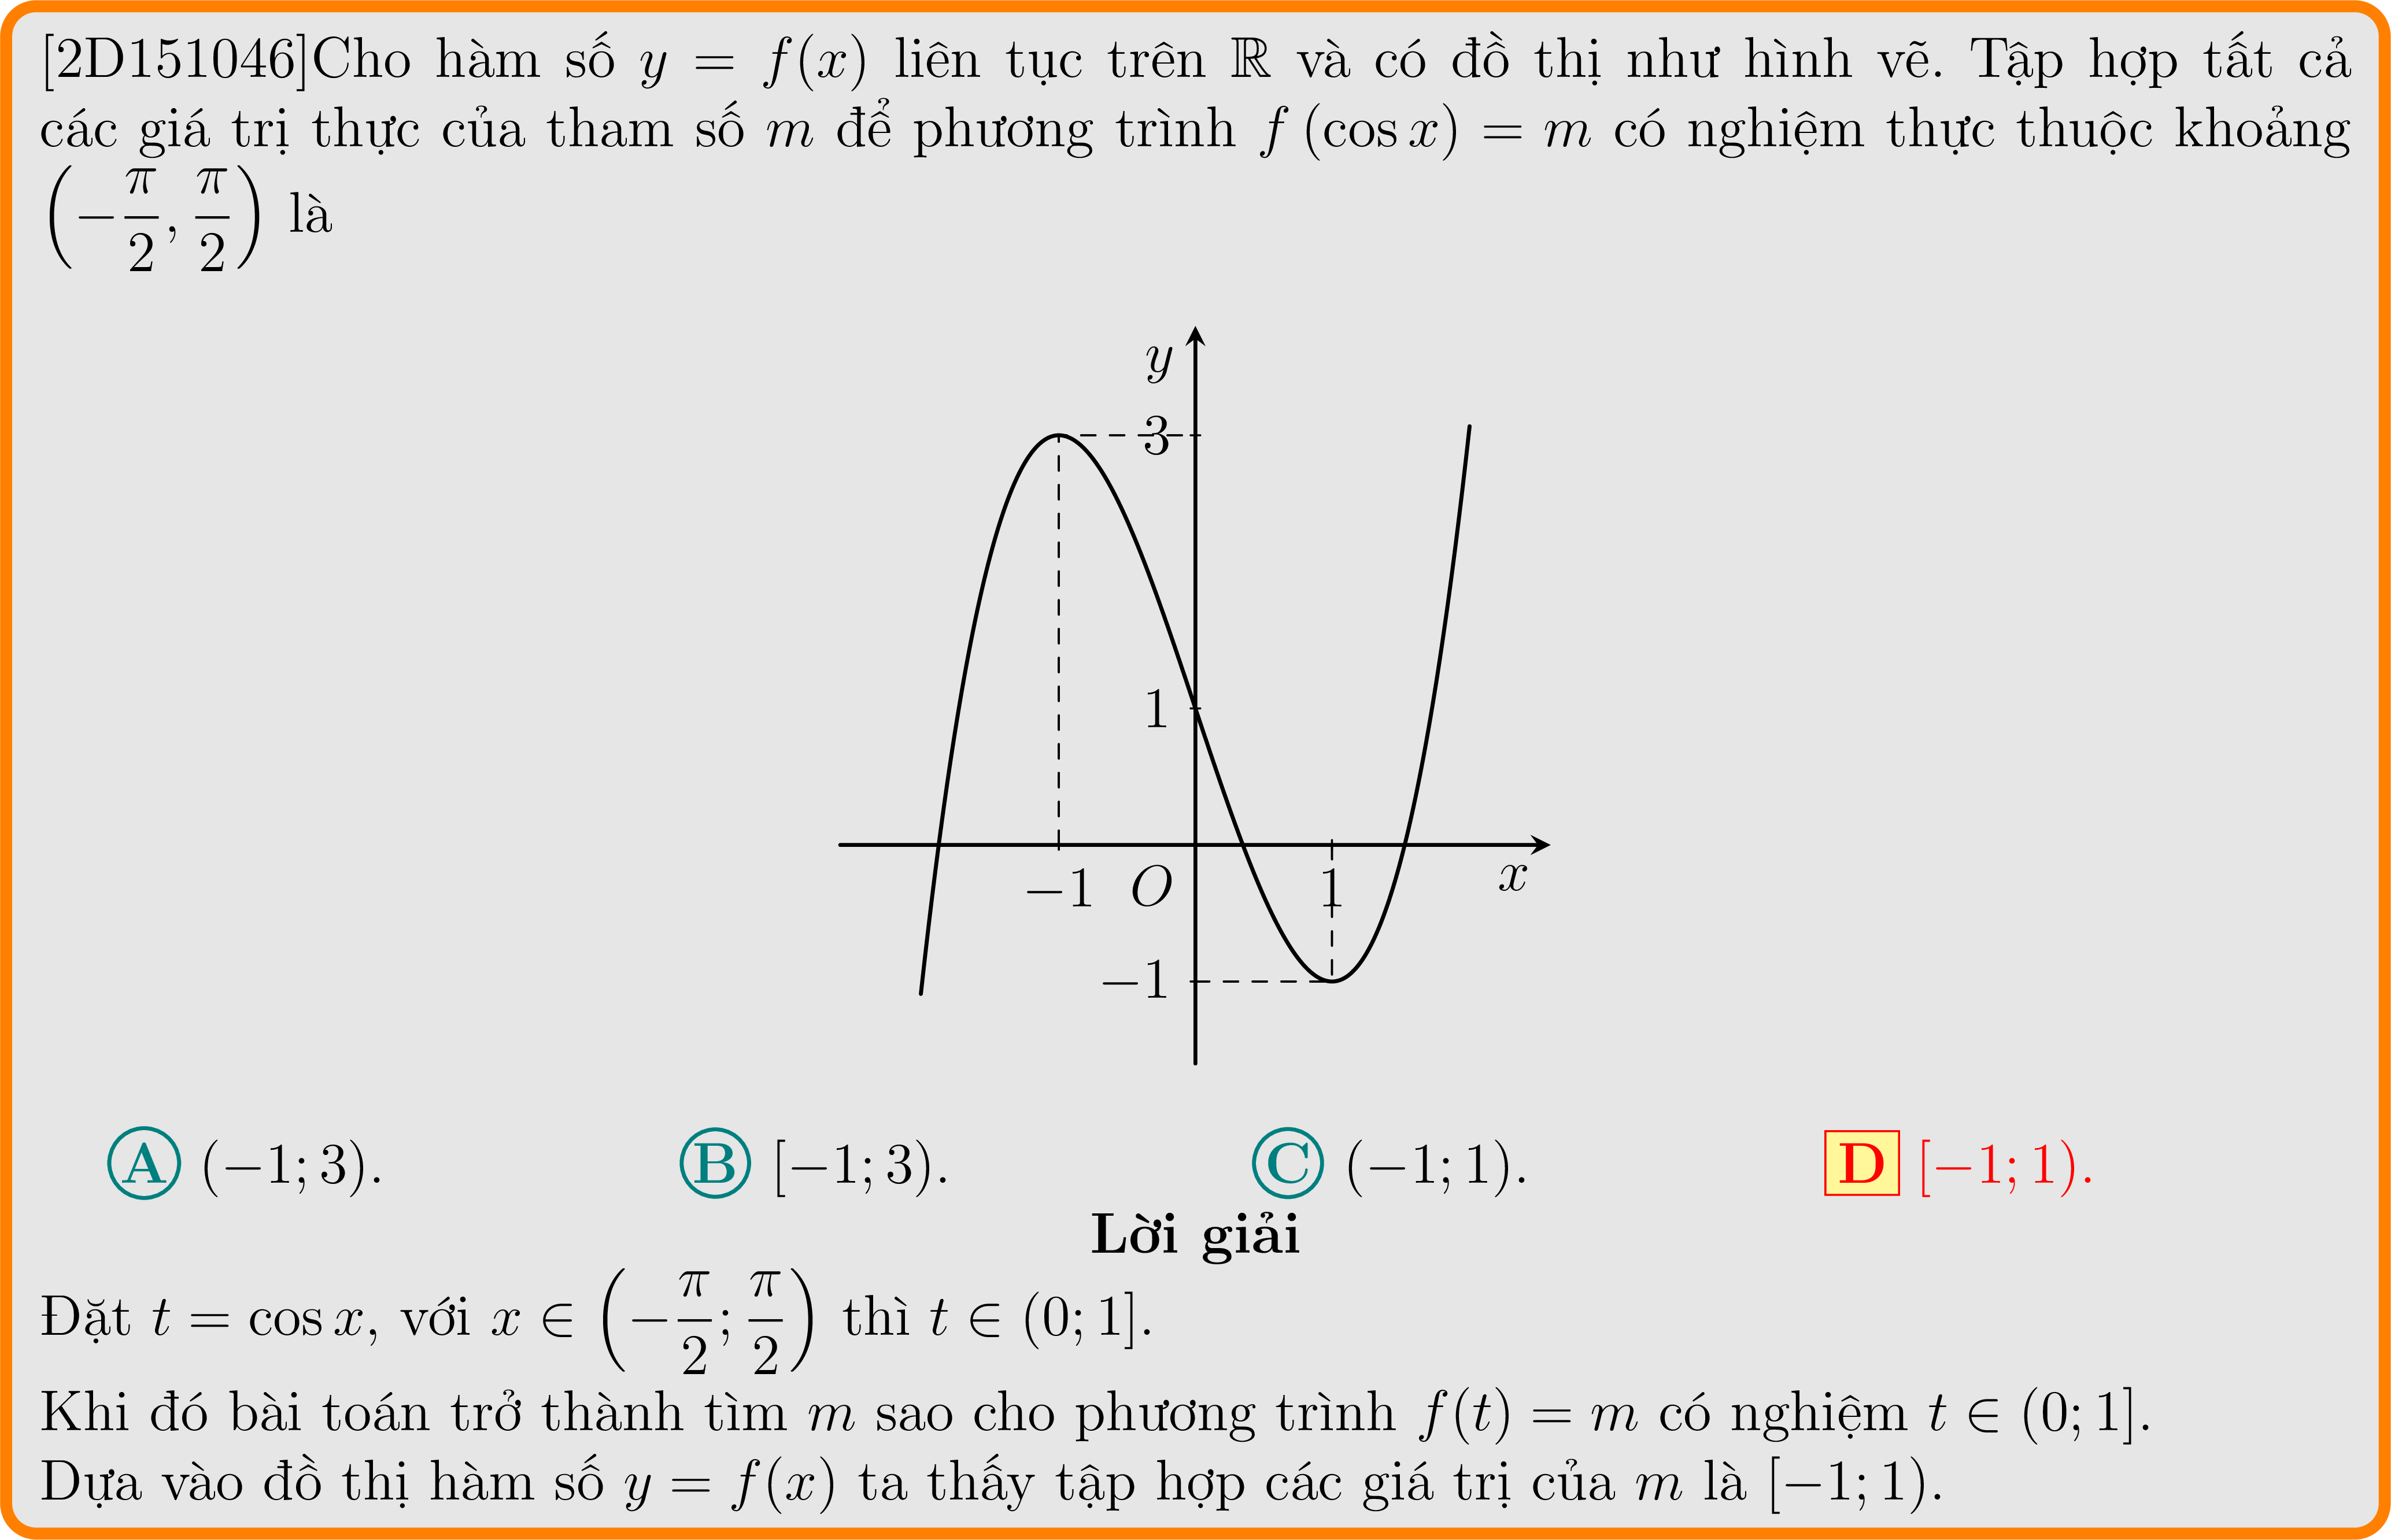 [2D151046]Cho hàm số y = f(x) liên tục trên ℝ và có đồ thị như hình vẽ. Tập hợp tất cả
các giá trị thực của tham số m để phương trình f (cos x) = m có nghiệm thực thuộc khoảng
(−π/2, π/2) là
y
3
1
−1 O 1 x
−1
A (−1; 3). B [−1; 3). C (−1; 1). D [−1; 1).
Lời giải
Đặt t = cos x, với x ∈ (−π/2; π/2) thì t ∈ (0; 1].
Khi đó bài toán trở thành tìm m sao cho phương trình f(t) = m có nghiệm t ∈ (0; 1].
Dựa vào đồ thị hàm số y = f(x) ta thấy tập hợp các giá trị của m là [−1; 1).